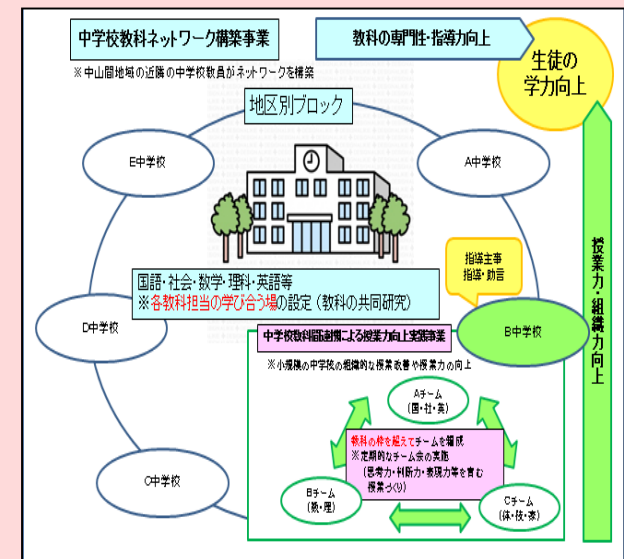 中学校教科ネットワーク構築事業
教科の専門性・指導力向上
※中山間地域の近隣の中学校教員がネットワークを構築
生徒の
学力向上
地区別ブロック
E中学校
A中学校
指導主事
指導・助言
国語・社会・数学・理科・英語等
※各教科担当の学び合う場の設定（教科の共同研究）
D中学校
B中学校
授業力・組織力向上
中学校教科間連携による授業力向上実践事業
※小規模の中学校の組織的な授業改善や授業力の向上
Aチーム
(国・社・英)
教科の枠を超えてチームを編成
※定期的なチーム会の実施
(思考力・判断力・表現力等を育む
授業づくり)
C中学校
Bチーム
(数・理)
Cチーム
(体・技・家)